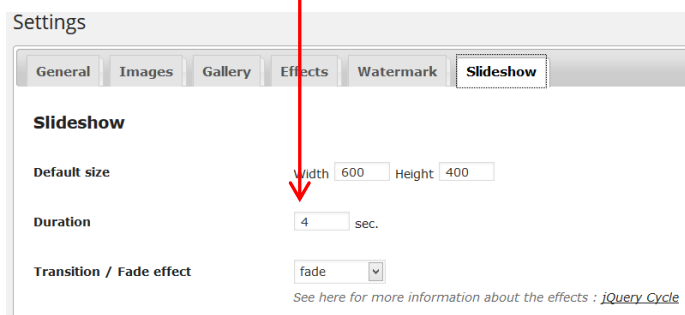 Settings
General Images Gallery Effects Watermark Slideshow
Slideshow
Default size Width 600 Height 400
Duration 4 sec.
Transition / Fade effect fade
See here for more information about the effects : jQuery Cycle